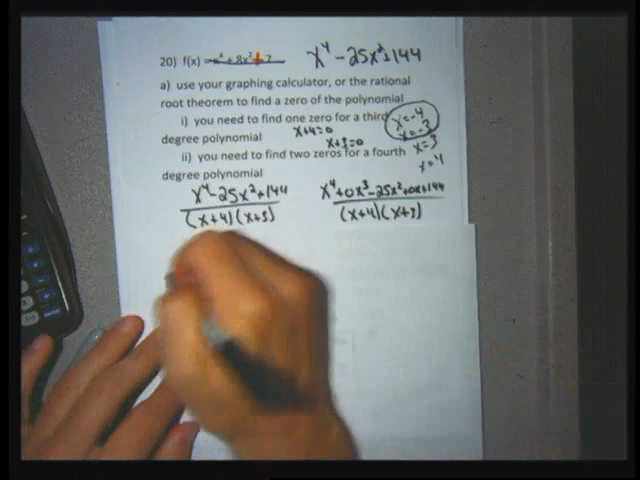 20) f(x) = x⁴ + 8x² + 7 x⁴ - 25x² + 144
a) use your graphing calculator, or the rational
root theorem to find a zero of the polynomial
i) you need to find one zero for a third
x = -4
x+4=0
x = -3
degree polynomial
x+3=0
x = 3
ii) you need to find two zeros for a fourth
x = 4
degree polynomial
x⁴ - 25x² + 144 x⁴ + 0x³ - 25x² + 0x + 144
(x+4)(x+3) (x+4)(x+3)